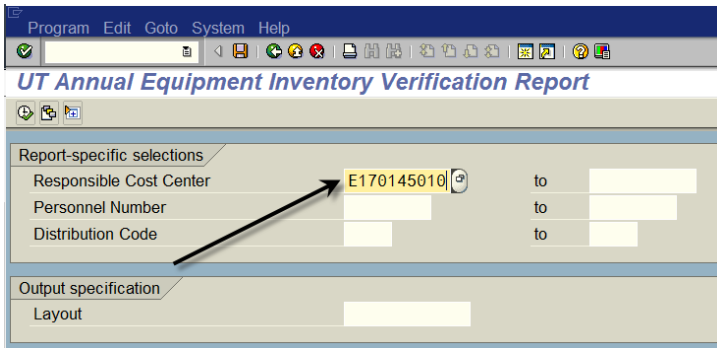 Program Edit Goto System Help
UT Annual Equipment Inventory Verification Report
Report-specific selections
Responsible Cost Center E170145010 to
Personnel Number to
Distribution Code to
Output specification
Layout